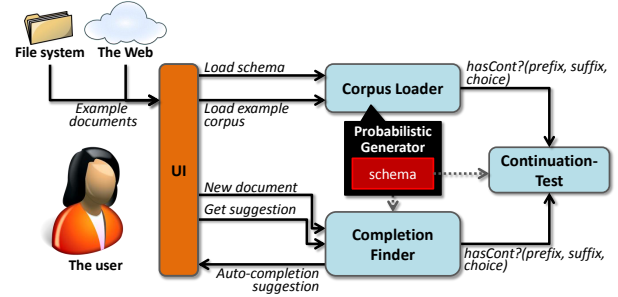 File system
The Web
Example
documents
The user
UI
Load schema
Load example
corpus
New document
Get suggestion
Auto-completion
suggestion
Corpus Loader
Probabilistic
Generator
schema
Completion
Finder
hasCont?(prefix, suffix,
choice)
Continuation-
Test
hasCont?(prefix, suffix,
choice)